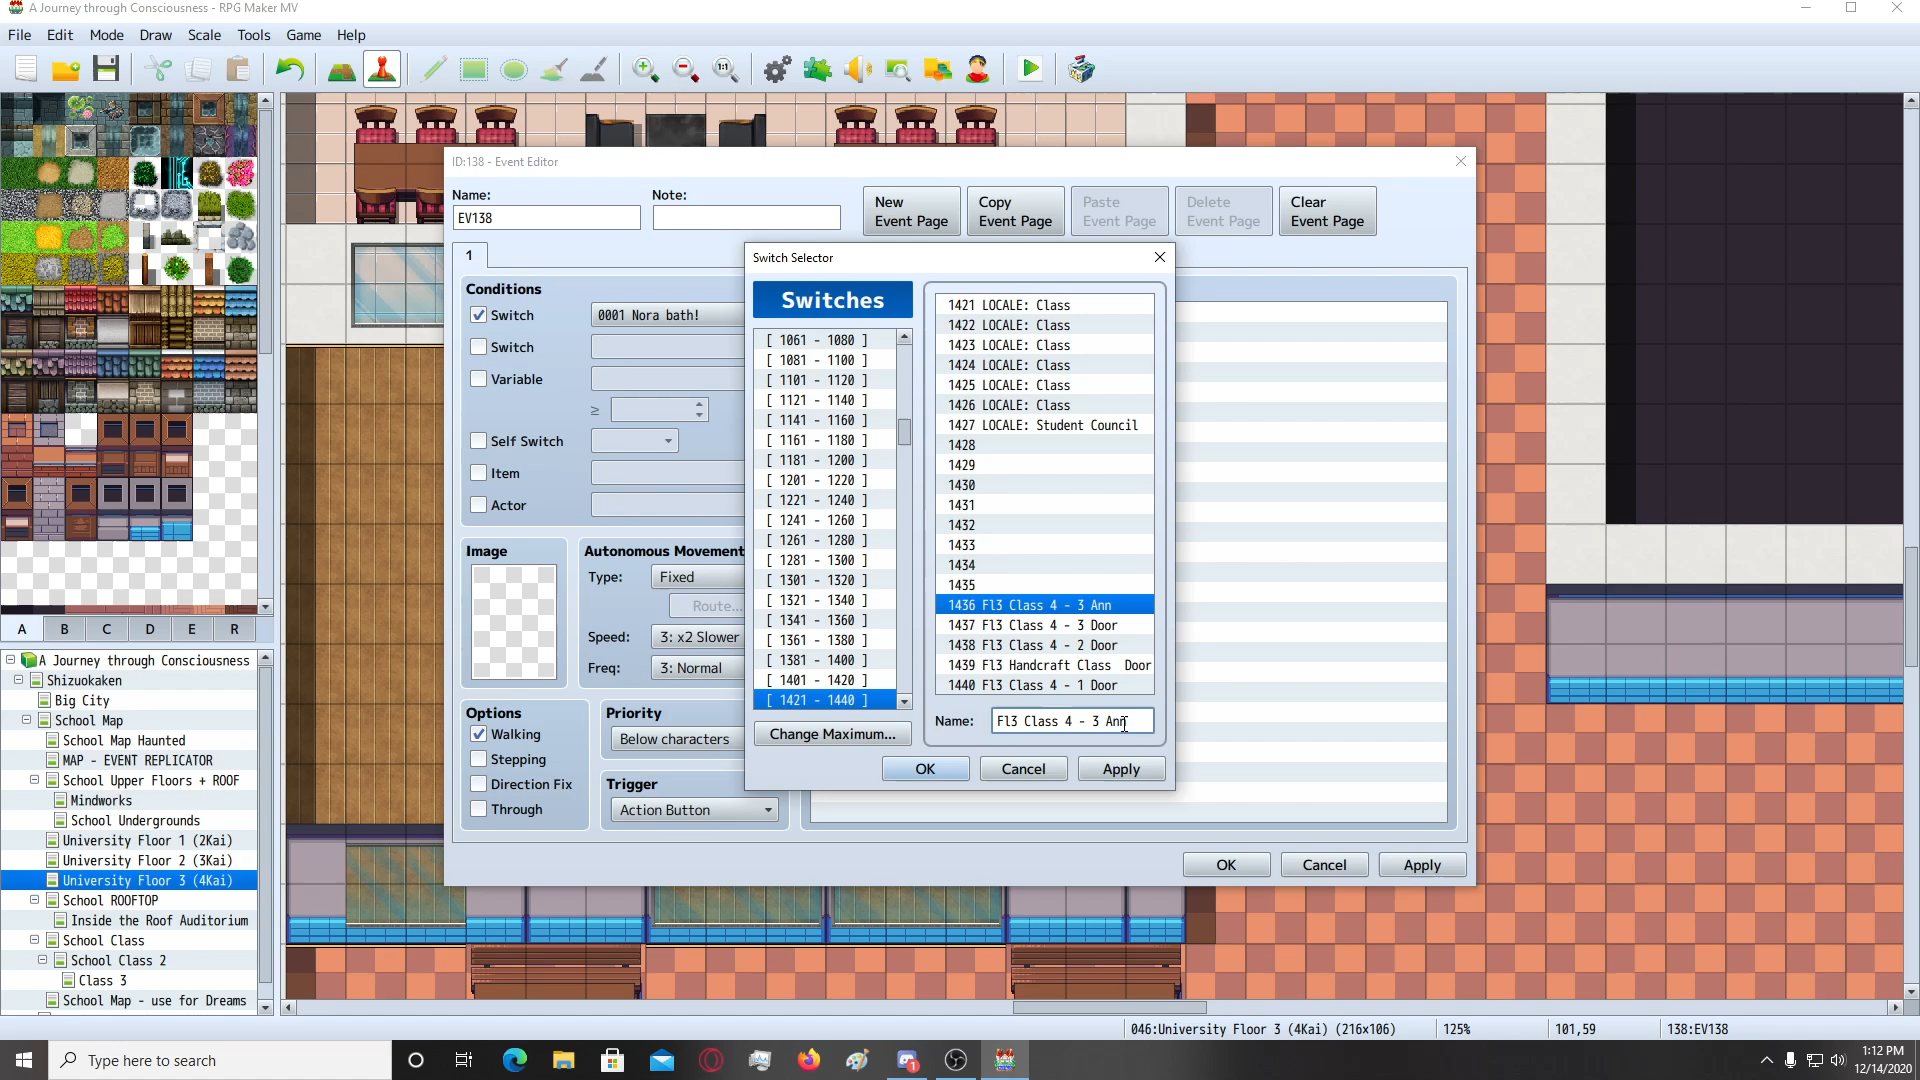 A Journey through Consciousness - RPG Maker MV
File Edit Mode Draw Scale Tools Game Help
1:1
ID:138 - Event Editor
Name:
Note:
EV138
New Event Page
Copy Event Page
Paste Event Page
Delete Event Page
Clear Event Page
1
Conditions
Switch
0001 Nora bath!
Switch
Variable
≥
Self Switch
Item
Actor
Image
Autonomous Movement
Type:
Fixed
Route...
Speed:
3: x2 Slower
Freq:
3: Normal
Options
Walking
Stepping
Direction Fix
Through
Priority
Below characters
Trigger
Action Button
OK
Cancel
Apply
Switch Selector
Switches
[ 1061 - 1080 ]
[ 1081 - 1100 ]
[ 1101 - 1120 ]
[ 1121 - 1140 ]
[ 1141 - 1160 ]
[ 1161 - 1180 ]
[ 1181 - 1200 ]
[ 1201 - 1220 ]
[ 1221 - 1240 ]
[ 1241 - 1260 ]
[ 1261 - 1280 ]
[ 1281 - 1300 ]
[ 1301 - 1320 ]
[ 1321 - 1340 ]
[ 1341 - 1360 ]
[ 1361 - 1380 ]
[ 1381 - 1400 ]
[ 1401 - 1420 ]
[ 1421 - 1440 ]
Change Maximum...
1421 LOCALE: Class
1422 LOCALE: Class
1423 LOCALE: Class
1424 LOCALE: Class
1425 LOCALE: Class
1426 LOCALE: Class
1427 LOCALE: Student Council
1428
1429
1430
1431
1432
1433
1434
1435
1436 Fl3 Class 4 - 3 Ann
1437 Fl3 Class 4 - 3 Door
1438 Fl3 Class 4 - 2 Door
1439 Fl3 Handcraft Class Door
1440 Fl3 Class 4 - 1 Door
Name:
Fl3 Class 4 - 3 Ann
OK
Cancel
Apply
A B C D E R
A Journey through Consciousness
Shizuokaken
Big City
School Map
School Map Haunted
MAP - EVENT REPLICATOR
School Upper Floors + ROOF
Mindworks
School Undergrounds
University Floor 1 (2Kai)
University Floor 2 (3Kai)
University Floor 3 (4Kai)
School ROOFTOP
Inside the Roof Auditorium
School Class
School Class 2
Class 3
School Map - use for Dreams
046:University Floor 3 (4Kai) (216x106)
125%
101,59
138:EV138
Type here to search
1
1:12 PM
12/14/2020